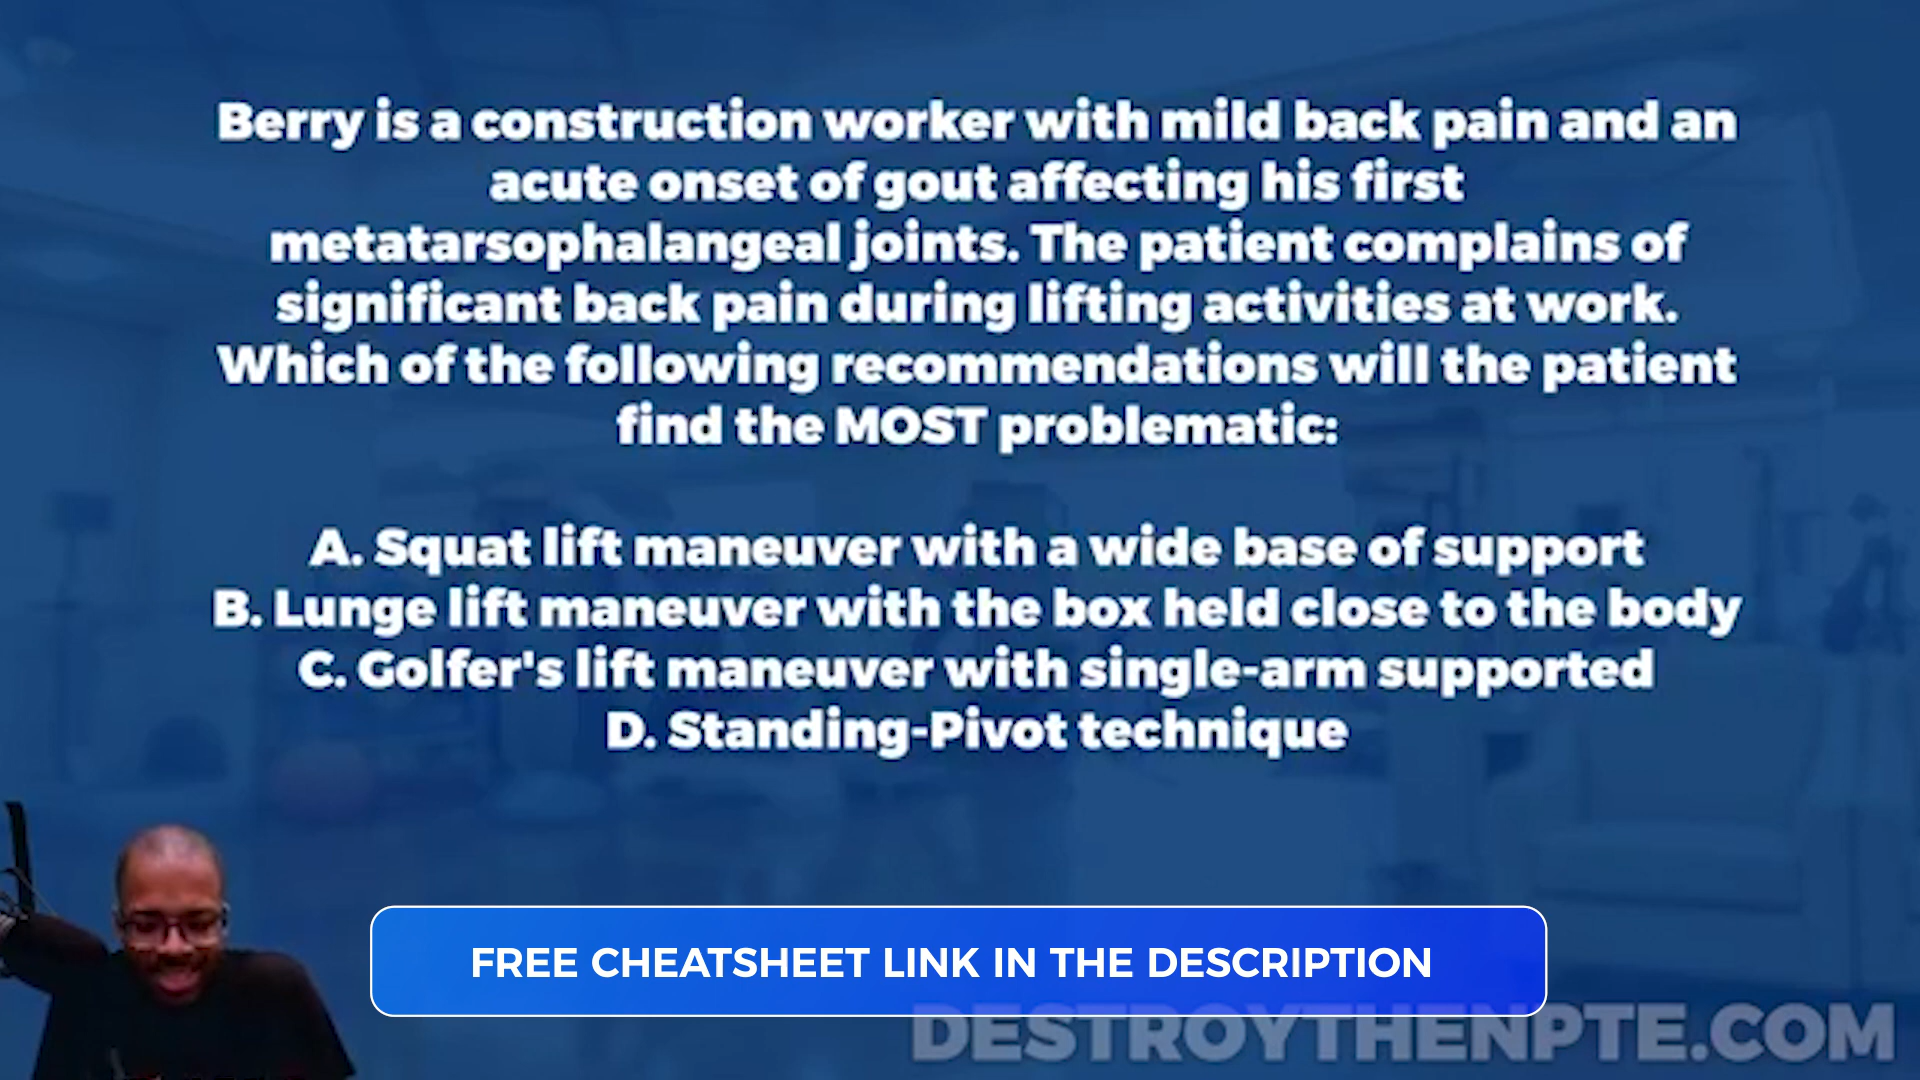 Berry is a construction worker with mild back pain and an
acute onset of gout affecting his first
metatarsophalangeal joints. The patient complains of
significant back pain during lifting activities at work.
Which of the following recommendations will the patient
find the MOST problematic:
A. Squat lift maneuver with a wide base of support
B. Lunge lift maneuver with the box held close to the body
C. Golfer's lift maneuver with single-arm supported
D. Standing-Pivot technique
FREE CHEATSHEET LINK IN THE DESCRIPTION
DESTROYTHENPTE.COM